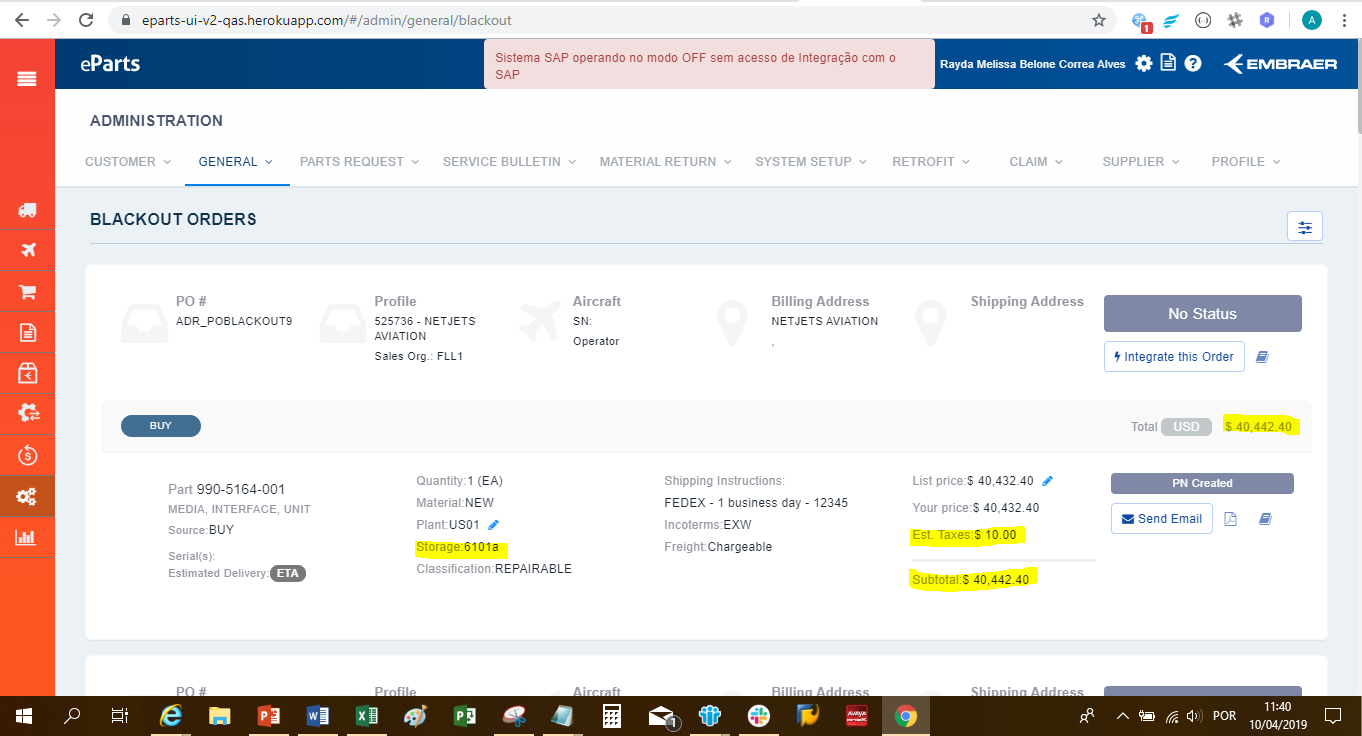 eparts-ui-v2-qas.herokuapp.com/#/admin/general/blackout
1
A
eParts
Sistema SAP operando no modo OFF sem acesso de Integração com o
SAP
Rayda Melissa Belone Correa Alves
EMBRAER
ADMINISTRATION
CUSTOMER
GENERAL
PARTS REQUEST
SERVICE BULLETIN
MATERIAL RETURN
SYSTEM SETUP
RETROFIT
CLAIM
SUPPLIER
PROFILE
BLACKOUT ORDERS
PO #
ADR_POBLACKOUT9
Profile
525736 - NETJETS
AVIATION
Sales Org.: FLL1
Aircraft
SN:
Operator
Billing Address
NETJETS AVIATION
,
Shipping Address
No Status
Integrate this Order
BUY
Total USD $ 40,442.40
Part 990-5164-001
MEDIA, INTERFACE, UNIT
Source:BUY
Serial(s):
Estimated Delivery: ETA
Quantity:1 (EA)
Material:NEW
Plant:US01
Storage:6101a
Classification:REPAIRABLE
Shipping Instructions:
FEDEX - 1 business day - 12345
Incoterms:EXW
Freight:Chargeable
List price:$ 40,432.40
Your price:$ 40,432.40
Est. Taxes:$ 10.00
Subtotal:$ 40,442.40
PN Created
Send Email
PO #
Profile
Aircraft
Billing Address
Shipping Address
1
AVAYA
POR
11:40
10/04/2019